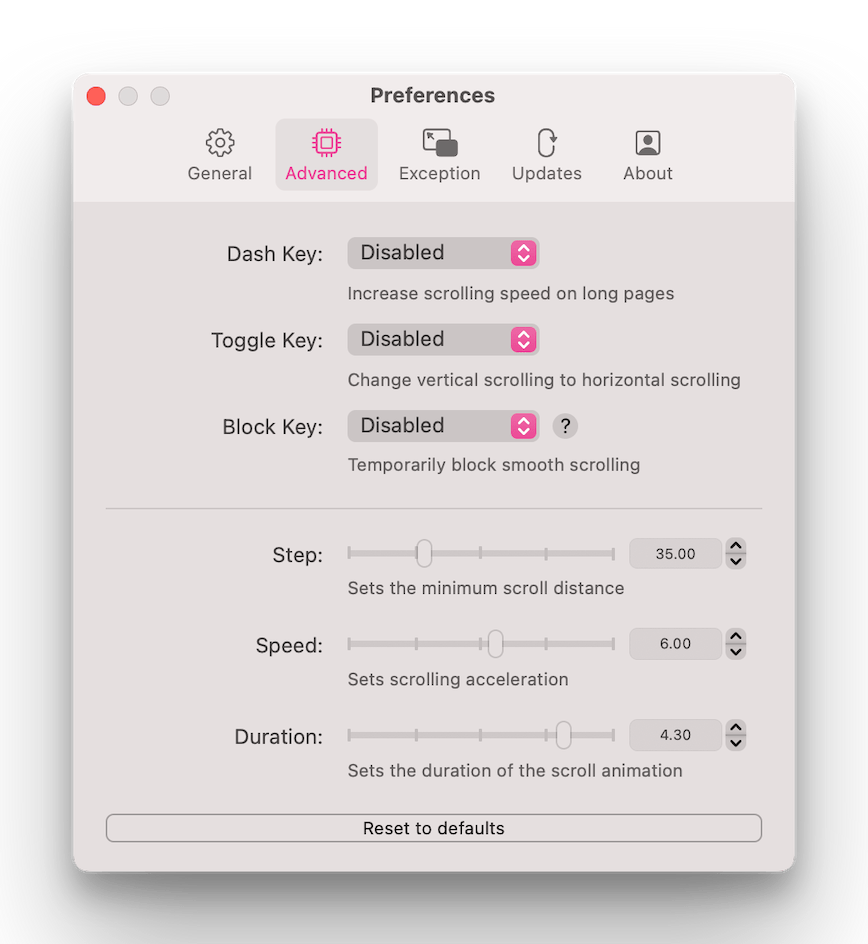 Preferences
General Advanced Exception Updates About
Dash Key: Disabled
Increase scrolling speed on long pages
Toggle Key: Disabled
Change vertical scrolling to horizontal scrolling
Block Key: Disabled ?
Temporarily block smooth scrolling
Step: 35.00
Sets the minimum scroll distance
Speed: 6.00
Sets scrolling acceleration
Duration: 4.30
Sets the duration of the scroll animation
Reset to defaults